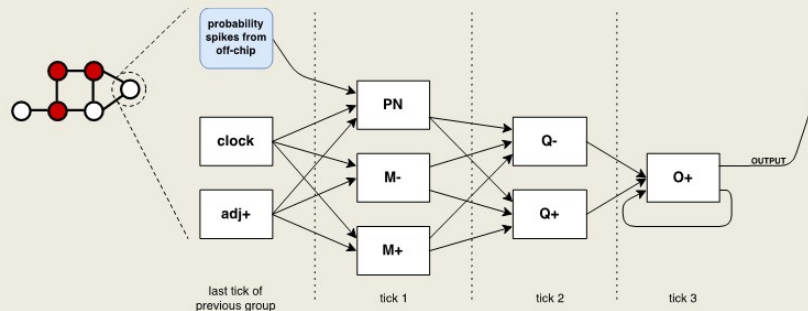 probability
spikes from
off-chip
clock
adj+
PN
M-
M+
Q-
Q+
O+
OUTPUT
last tick of
previous group
tick 1
tick 2
tick 3